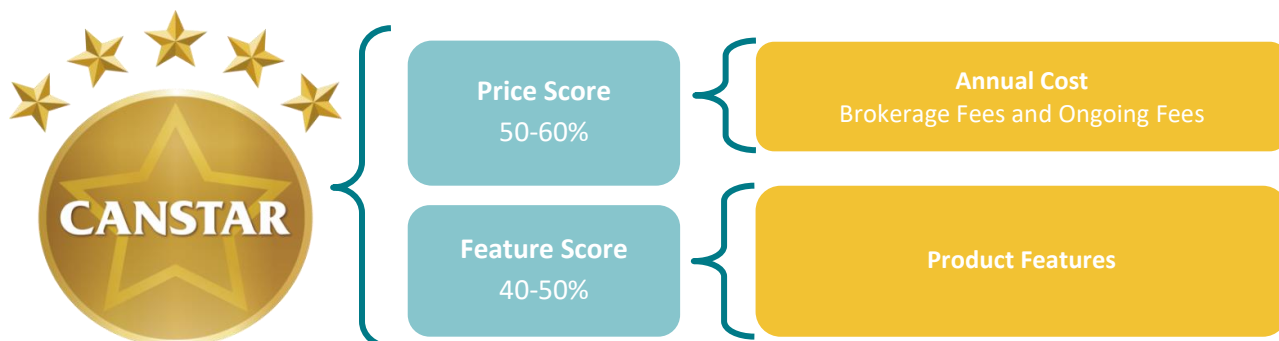 CANSTAR
Price Score
50-60%
Annual Cost
Brokerage Fees and Ongoing Fees
Feature Score
40-50%
Product Features